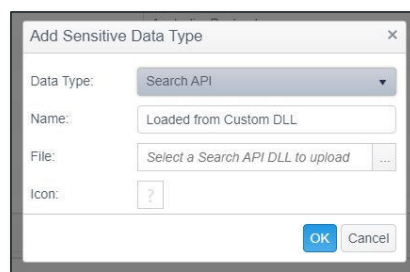 Add Sensitive Data Type ×
Data Type: Search API
Name: Loaded from Custom DLL
File: Select a Search API DLL to upload ...
Icon: ?
OK Cancel